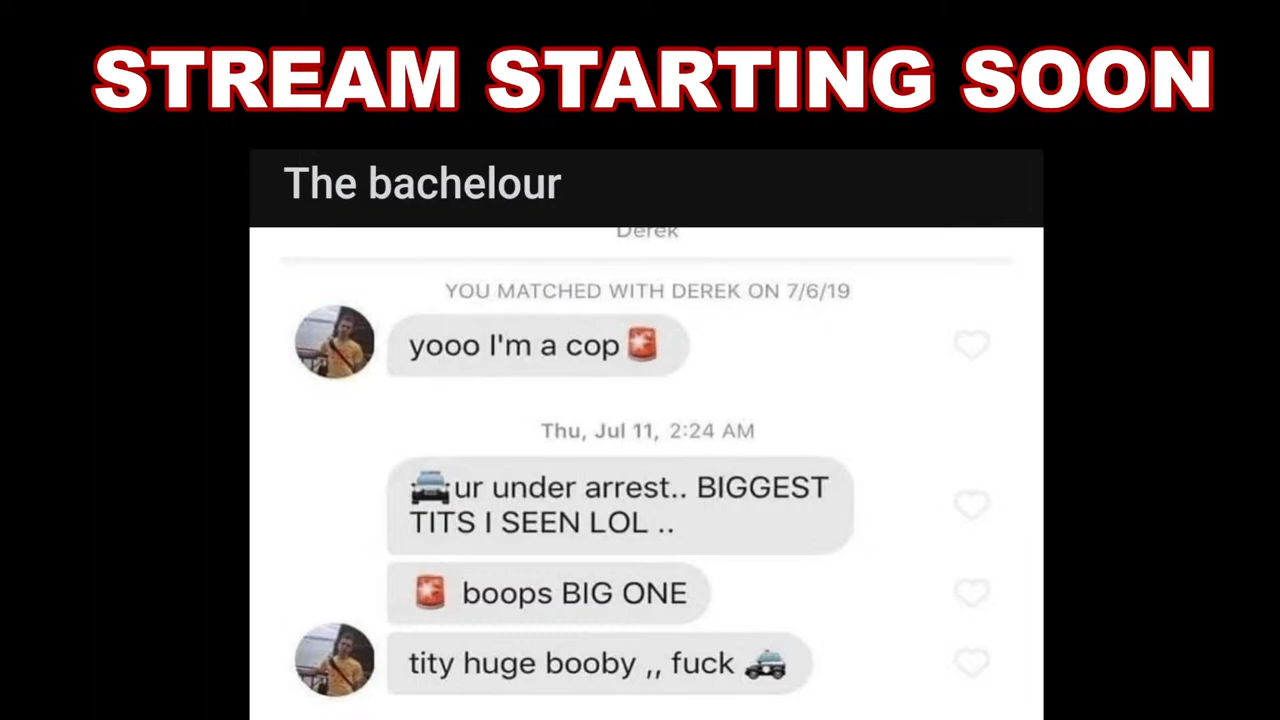 STREAM STARTING SOON
The bachelour
Derek
YOU MATCHED WITH DEREK ON 7/6/19
yooo I'm a cop 🚨
Thu, Jul 11, 2:24 AM
🚔ur under arrest.. BIGGEST
TITS I SEEN LOL ..
🚨 boops BIG ONE
tity huge booby ,, fuck 🚓